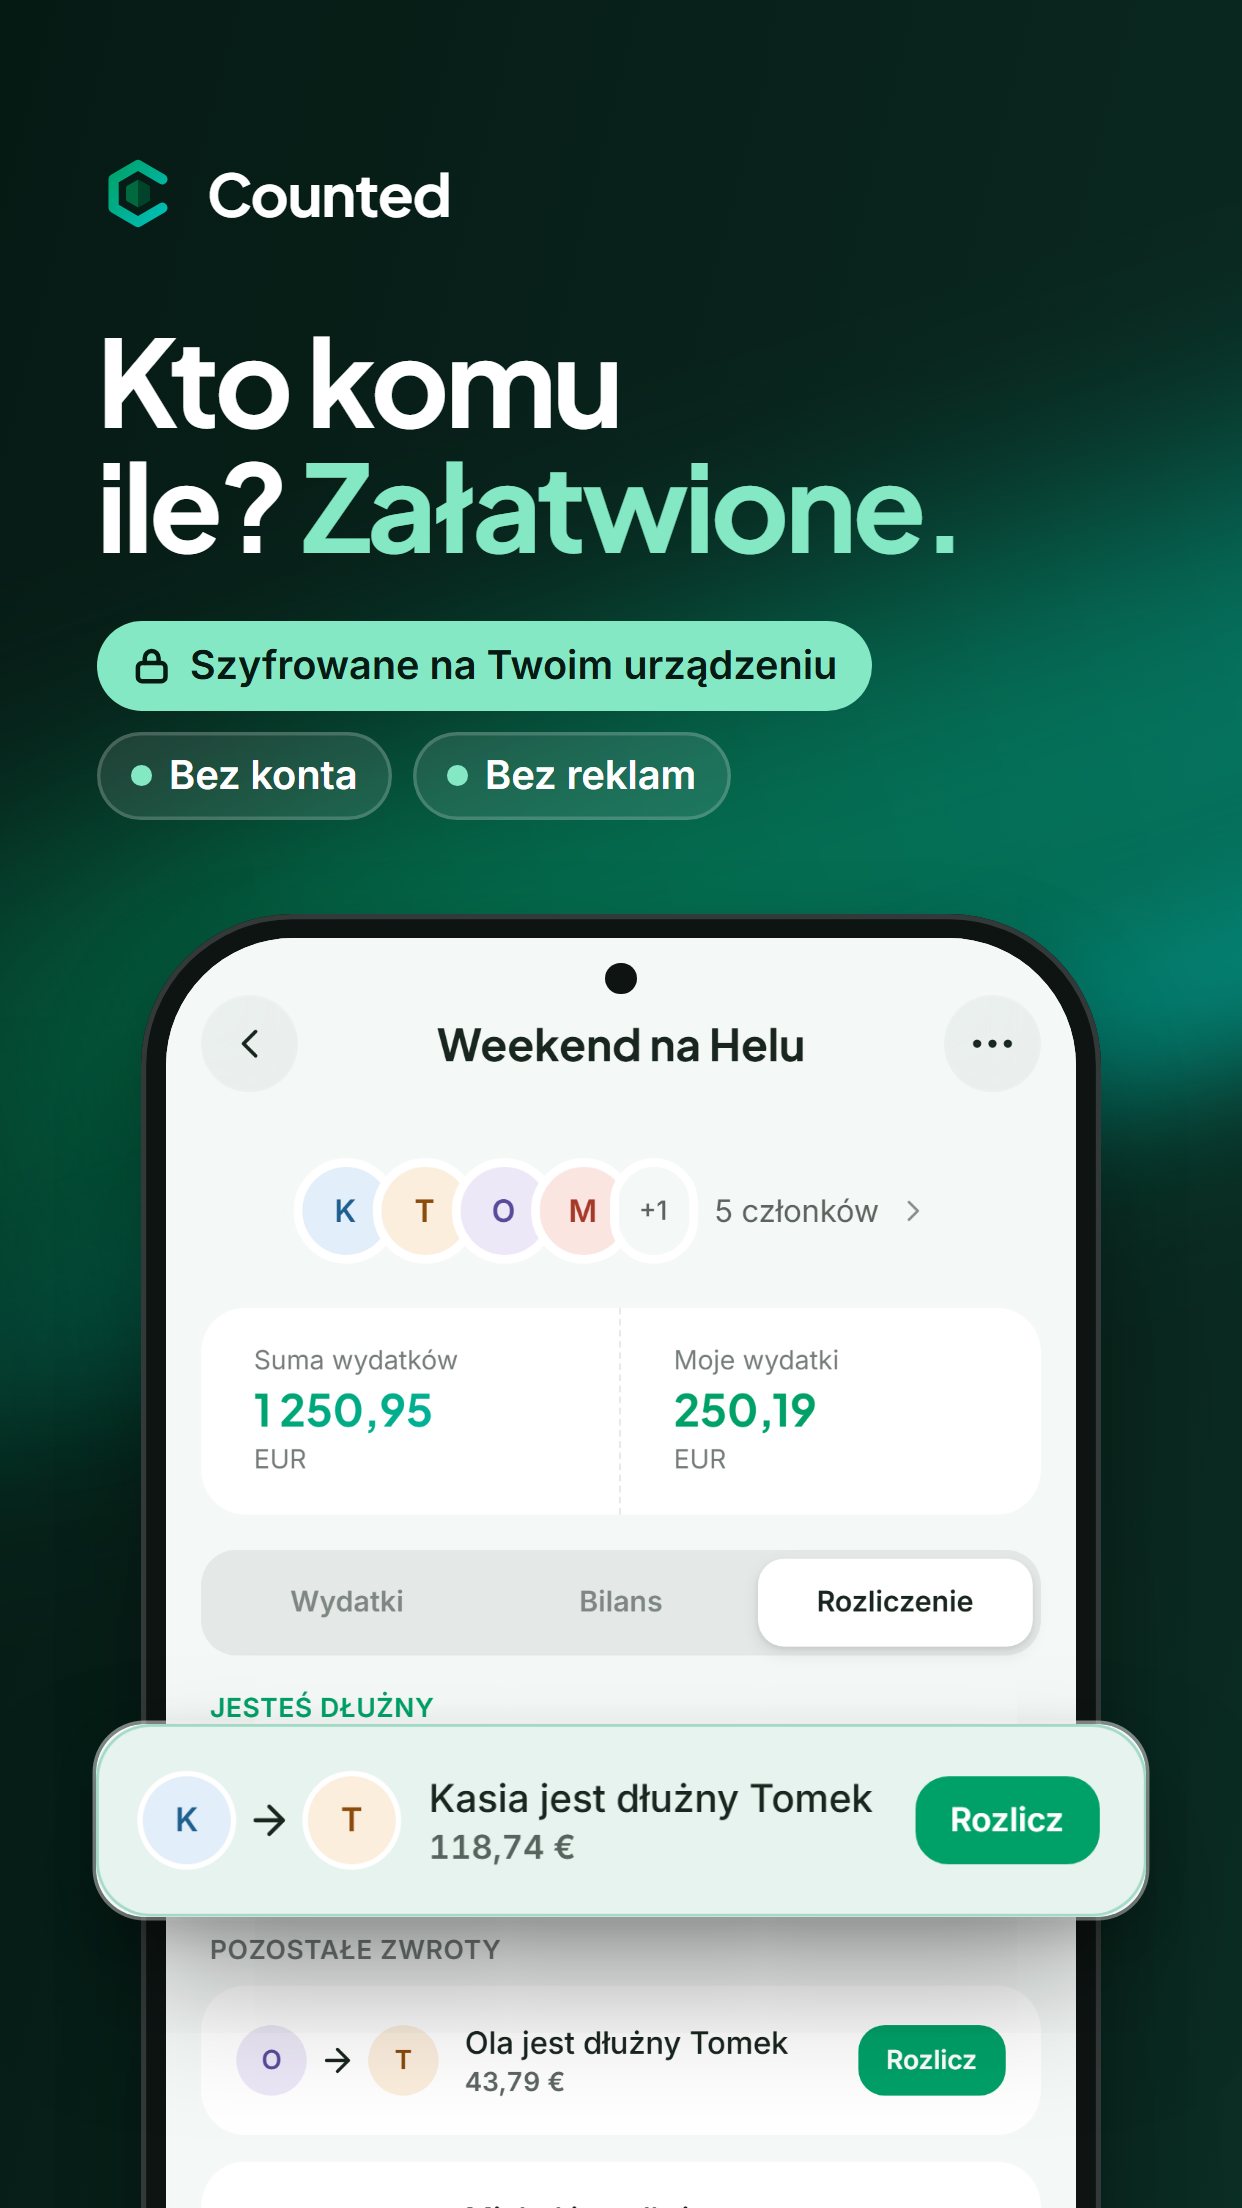 Counted
Kto komu
ile? Załatwione.
Szyfrowane na Twoim urządzeniu
Bez konta
Bez reklam
Weekend na Helu
K
T
O
M
+1
5 członków
Suma wydatków
1 250,95
EUR
Moje wydatki
250,19
EUR
Wydatki
Bilans
Rozliczenie
JESTEŚ DŁUŻNY
K
T
Kasia jest dłużny Tomek
118,74 €
Rozlicz
POZOSTAŁE ZWROTY
O
T
Ola jest dłużny Tomek
43,79 €
Rozlicz